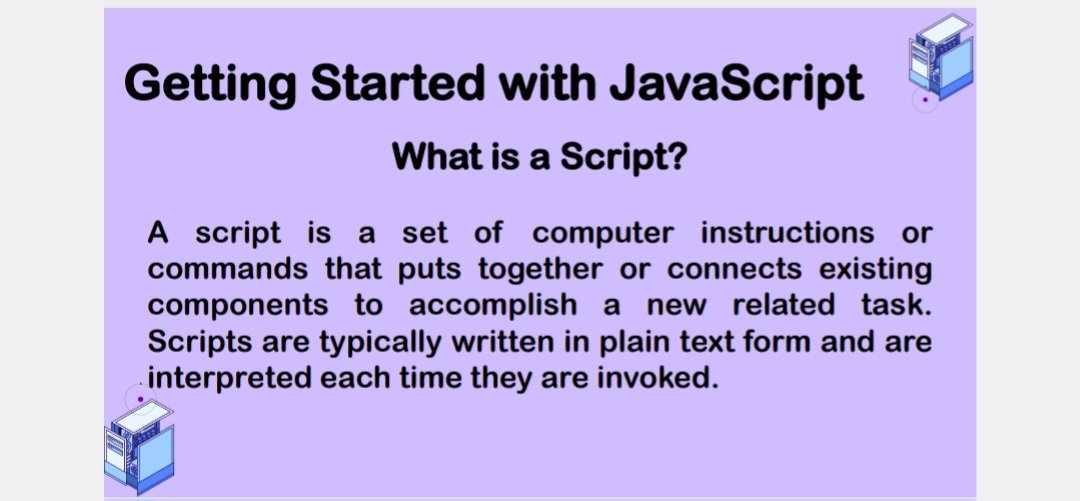 Getting Started with JavaScript
What is a Script?
A script is a set of computer instructions or
commands that puts together or connects existing
components to accomplish a new related task.
Scripts are typically written in plain text form and are
interpreted each time they are invoked.